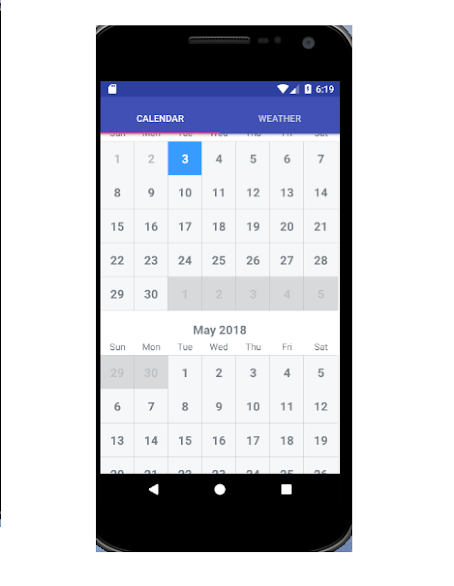 6:19
CALENDAR WEATHER
Sun Mon Tue Wed Thu Fri Sat
1 2 3 4 5 6 7
8 9 10 11 12 13 14
15 16 17 18 19 20 21
22 23 24 25 26 27 28
29 30 1 2 3 4 5
May 2018
Sun Mon Tue Wed Thu Fri Sat
29 30 1 2 3 4 5
6 7 8 9 10 11 12
13 14 15 16 17 18 19
20 21 22 23 24 25 26